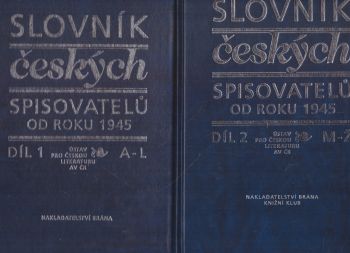 SLOVNÍK
českých
SPISOVATELŮ
OD ROKU 1945
DÍL 1
ÚSTAV
PRO ČESKOU
LITERATURU
AV ČR
A-L
NAKLADATELSTVÍ BRÁNA
SLOVNÍK
českých
SPISOVATELŮ
OD ROKU 1945
DÍL 2
ÚSTAV
PRO ČESKOU
LITERATURU
AV ČR
M-Ž
NAKLADATELSTVÍ BRÁNA
KNIŽNÍ KLUB